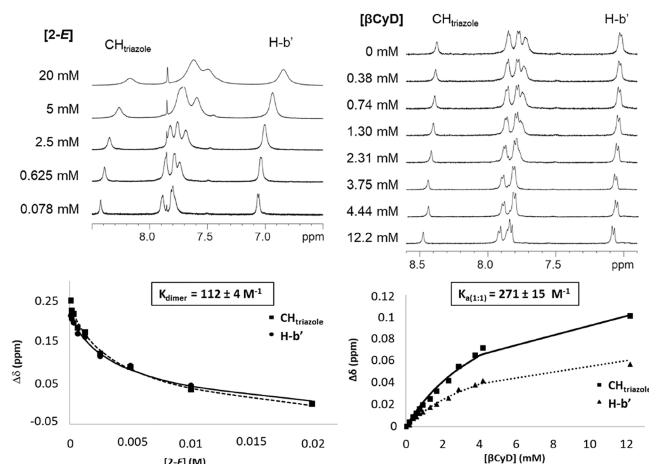 [2-E]
CHtriazole
H-b'
20 mM
5 mM
2.5 mM
0.625 mM
0.078 mM
8.0
7.5
7.0
ppm
[βCyD]
CHtriazole
H-b'
0 mM
0.38 mM
0.74 mM
1.30 mM
2.31 mM
3.75 mM
4.44 mM
12.2 mM
8.5
8.0
7.5
7.0
ppm
Kdimer = 112 ± 4 M-1
CHtriazole
H-b'
Δδ (ppm)
0.25
0.15
0.05
-0.05
0
0.005
0.01
0.015
0.02
[2-E] (M)
Ka(1:1) = 271 ± 15 M-1
Δδ (ppm)
0.12
0.1
0.08
0.06
0.04
0.02
0
CHtriazole
H-b'
0
2
4
6
8
10
12
[βCyD] (mM)